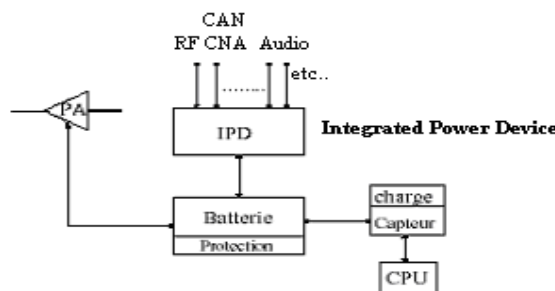 CAN
RF CNA Audio
........ etc..
PA
IPD
Integrated Power Device
Batterie
Protection
charge
Capteur
CPU